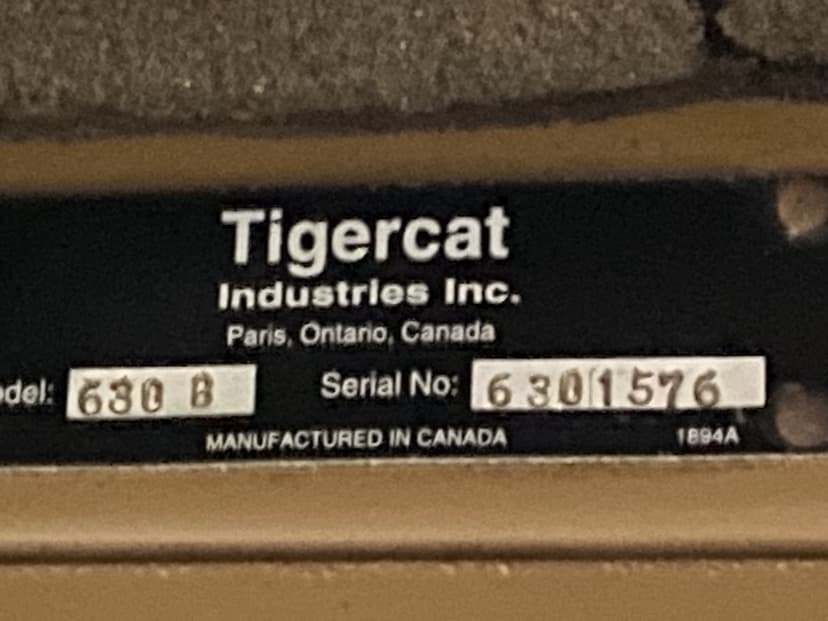 Tigercat
Industries Inc.
Paris, Ontario, Canada
odel: 630 B Serial No: 6301576
MANUFACTURED IN CANADA 1894A